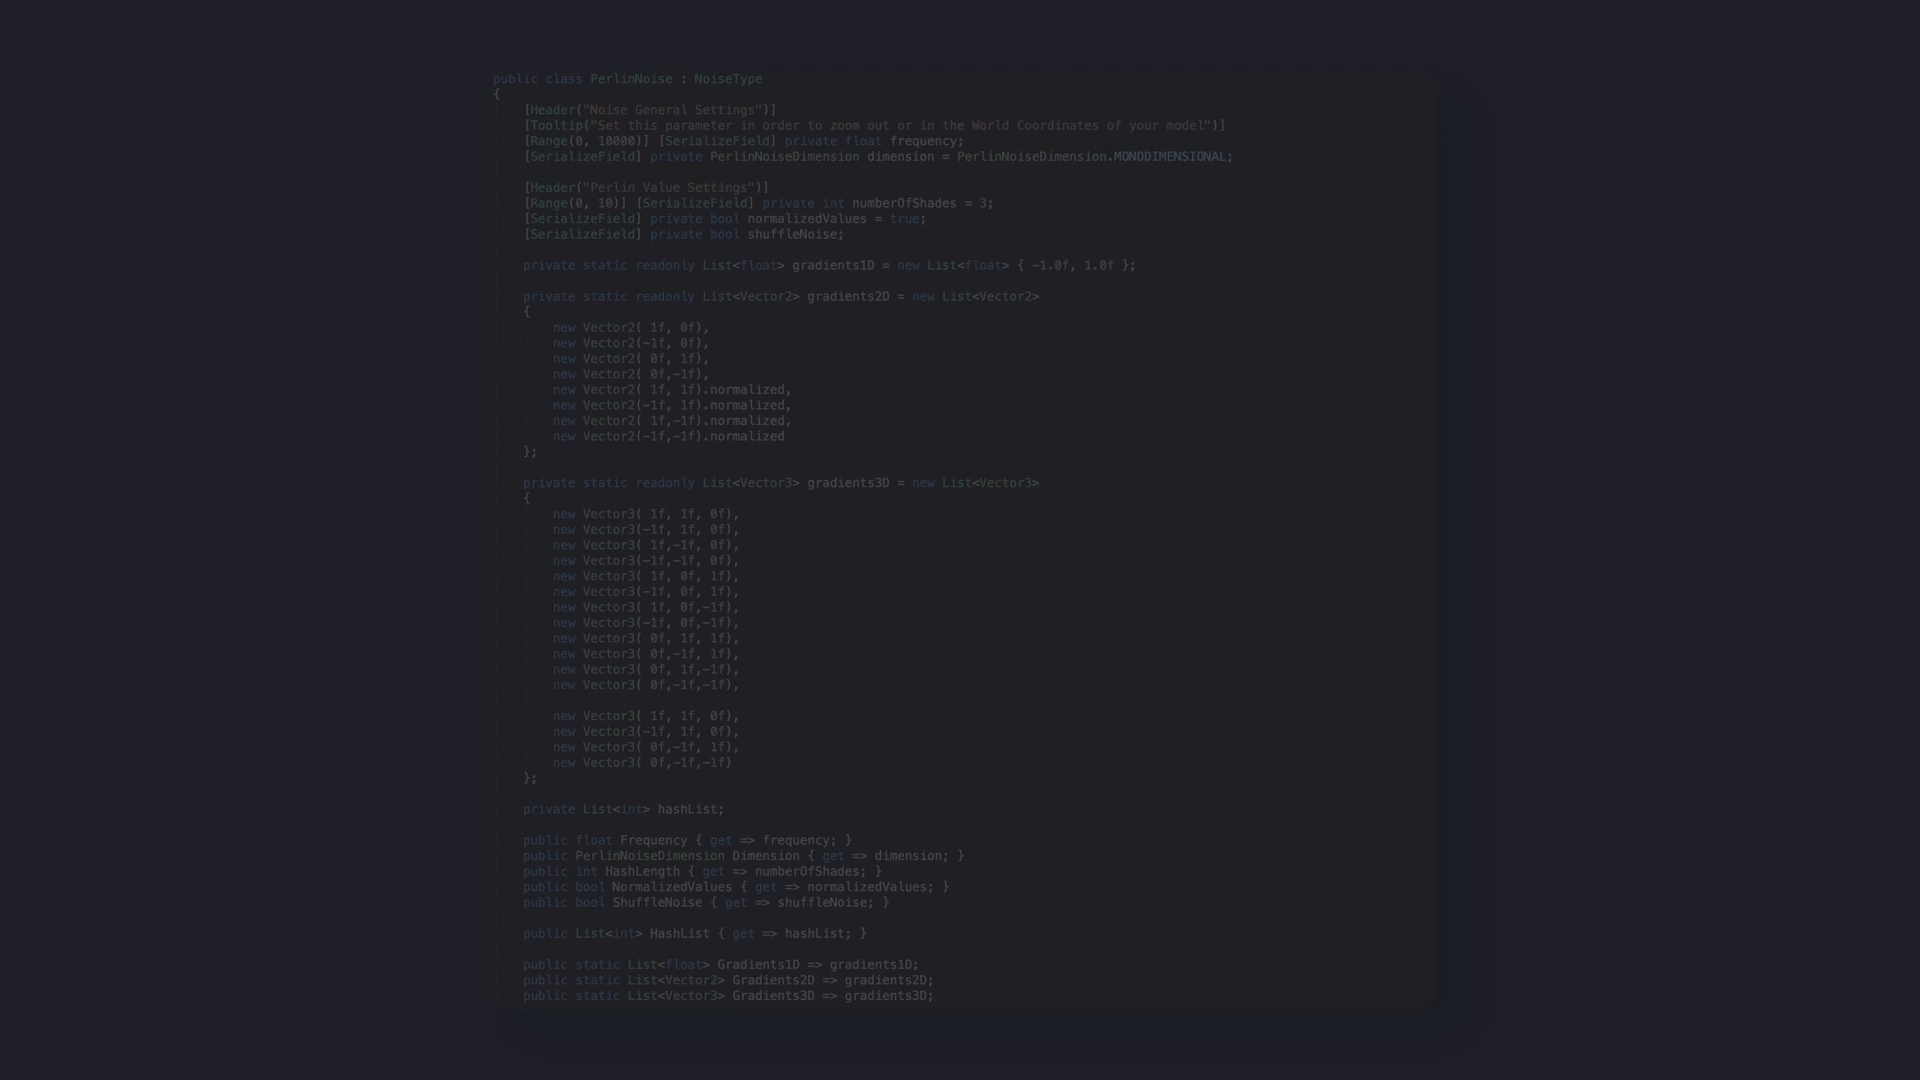 public class PerlinNoise : NoiseType
{
    [Header("Noise General Settings")]
    [Tooltip("Set this parameter in order to zoom out or in the World Coordinates of your model")]
    [Range(0, 10000)] [SerializeField] private float frequency;
    [SerializeField] private PerlinNoiseDimension dimension = PerlinNoiseDimension.MONODIMENSIONAL;
    [Header("Perlin Value Settings")]
    [Range(0, 10)] [SerializeField] private int numberOfShades = 3;
    [SerializeField] private bool normalizedValues = true;
    [SerializeField] private bool shuffleNoise;
    private static readonly List<float> gradients1D = new List<float> { -1.0f, 1.0f };
    private static readonly List<Vector2> gradients2D = new List<Vector2>
    {
        new Vector2( 1f, 0f),
        new Vector2(-1f, 0f),
        new Vector2( 0f, 1f),
        new Vector2( 0f,-1f),
        new Vector2( 1f, 1f).normalized,
        new Vector2(-1f, 1f).normalized,
        new Vector2( 1f,-1f).normalized,
        new Vector2(-1f,-1f).normalized
    };
    private static readonly List<Vector3> gradients3D = new List<Vector3>
    {
        new Vector3( 1f, 1f, 0f),
        new Vector3(-1f, 1f, 0f),
        new Vector3( 1f,-1f, 0f),
        new Vector3(-1f,-1f, 0f),
        new Vector3( 1f, 0f, 1f),
        new Vector3(-1f, 0f, 1f),
        new Vector3( 1f, 0f,-1f),
        new Vector3(-1f, 0f,-1f),
        new Vector3( 0f, 1f, 1f),
        new Vector3( 0f,-1f, 1f),
        new Vector3( 0f, 1f,-1f),
        new Vector3( 0f,-1f,-1f),
        new Vector3( 1f, 1f, 0f),
        new Vector3(-1f, 1f, 0f),
        new Vector3( 0f,-1f, 1f),
        new Vector3( 0f,-1f,-1f)
    };
    private List<int> hashList;
    public float Frequency { get => frequency; }
    public PerlinNoiseDimension Dimension { get => dimension; }
    public int HashLength { get => numberOfShades; }
    public bool NormalizedValues { get => normalizedValues; }
    public bool ShuffleNoise { get => shuffleNoise; }
    public List<int> HashList { get => hashList; }
    public static List<float> Gradients1D => gradients1D;
    public static List<Vector2> Gradients2D => gradients2D;
    public static List<Vector3> Gradients3D => gradients3D;